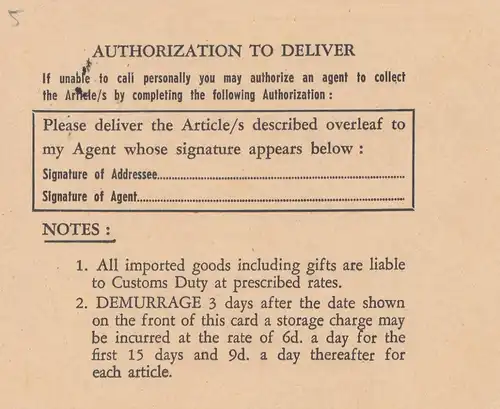 5
AUTHORIZATION TO DELIVER
If unable to call personally you may authorize an agent to collect
the Article/s by completing the following Authorization :
Please deliver the Article/s described overleaf to
my Agent whose signature appears below :
Signature of Addressee
Signature of Agent
NOTES :
1. All imported goods including gifts are liable
to Customs Duty at prescribed rates.
2. DEMURRAGE 3 days after the date shown
on the front of this card a storage charge may
be incurred at the rate of 6d. a day for the
first 15 days and 9d. a day thereafter for
each article.